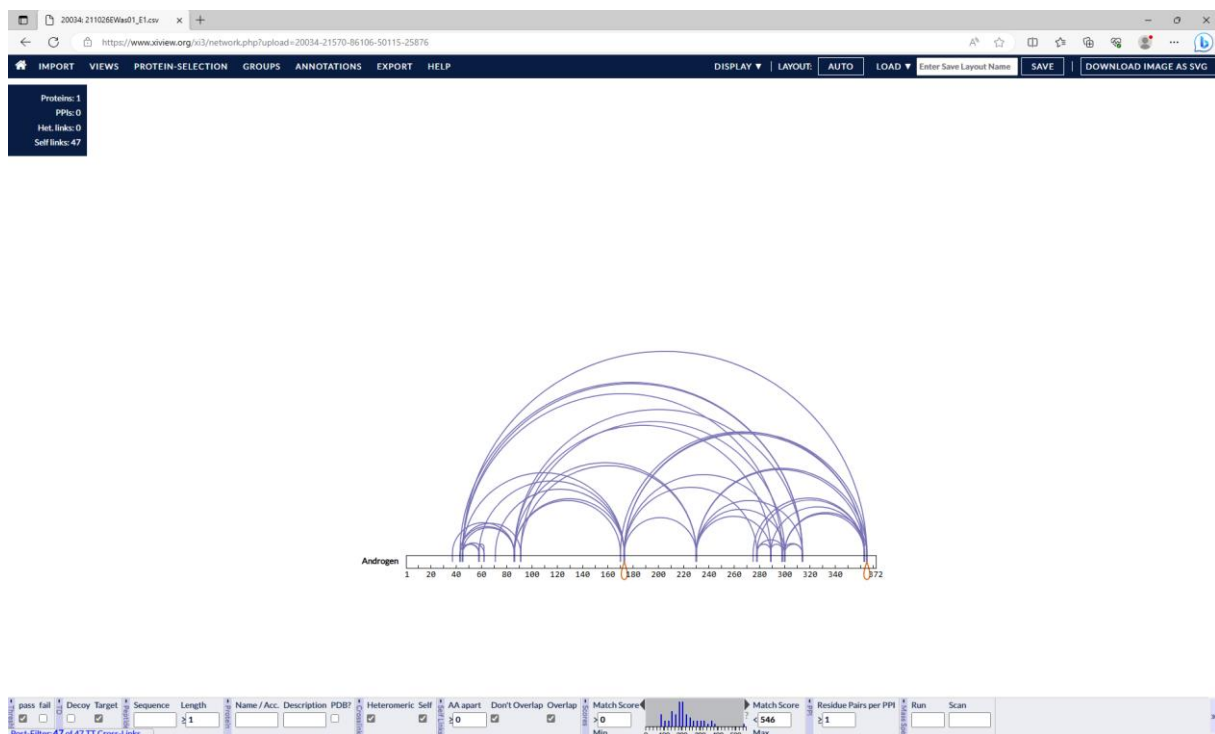 20034: 211026EWas01_E1.csv
https://www.xiview.org/xi3/network.php?upload=20034-21570-86106-50115-25876
IMPORT VIEWS PROTEIN-SELECTION GROUPS ANNOTATIONS EXPORT HELP DISPLAY ▼ | LAYOUT: AUTO LOAD ▼ Enter Save Layout Name SAVE | DOWNLOAD IMAGE AS SVG
Proteins: 1
PPIs: 0
Het. links: 0
Self links: 47
Androgen
1 20 40 60 80 100 120 140 160 180 200 220 240 260 280 300 320 340 372
pass fail Decoy Target Sequence Length Name / Acc. Description PDB? Heteromeric Self AA apart Don't Overlap Overlap Match Score Match Score Residue Pairs per PPI Run Scan
≥ 1 ≥ 0 > 0 < 546 ≥ 1
Post-Filter: 47 of 47 TT Cross-Links Min Max